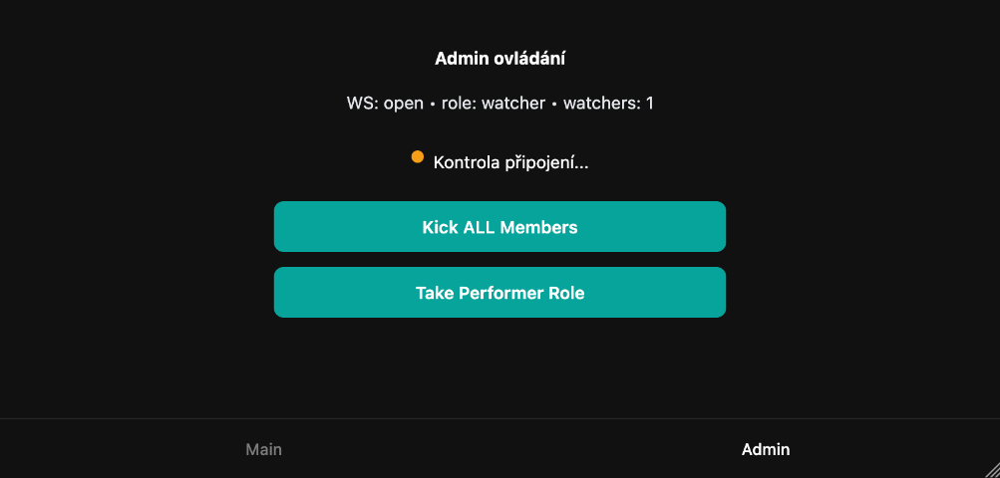 Admin ovládání
WS: open • role: watcher • watchers: 1
Kontrola připojení...
Kick ALL Members
Take Performer Role
Main
Admin